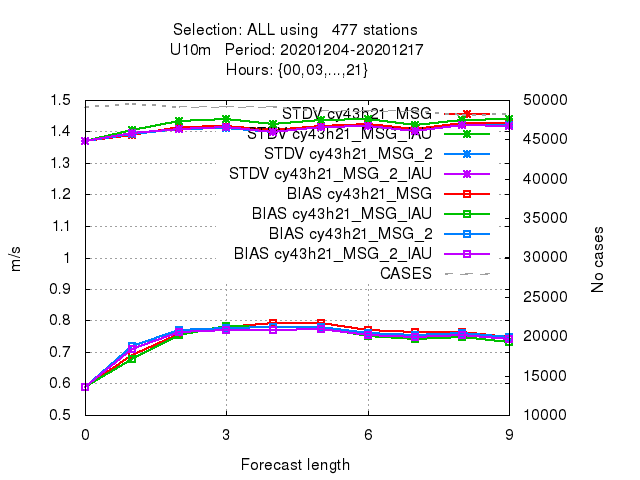 Selection: ALL using   477 stations
U10m   Period: 20201204-20201217
Hours: {00,03,...,21}
1.5
1.4
1.3
1.2
1.1
1
0.9
0.8
0.7
0.6
0.5
m/s
STDV cy43h21_MSG
STDV cy43h21_MSG_IAU
STDV cy43h21_MSG_2
STDV cy43h21_MSG_2_IAU
BIAS cy43h21_MSG
BIAS cy43h21_MSG_IAU
BIAS cy43h21_MSG_2
BIAS cy43h21_MSG_2_IAU
CASES
50000
45000
40000
35000
30000
25000
20000
15000
10000
No cases
0 3 6 9
Forecast length